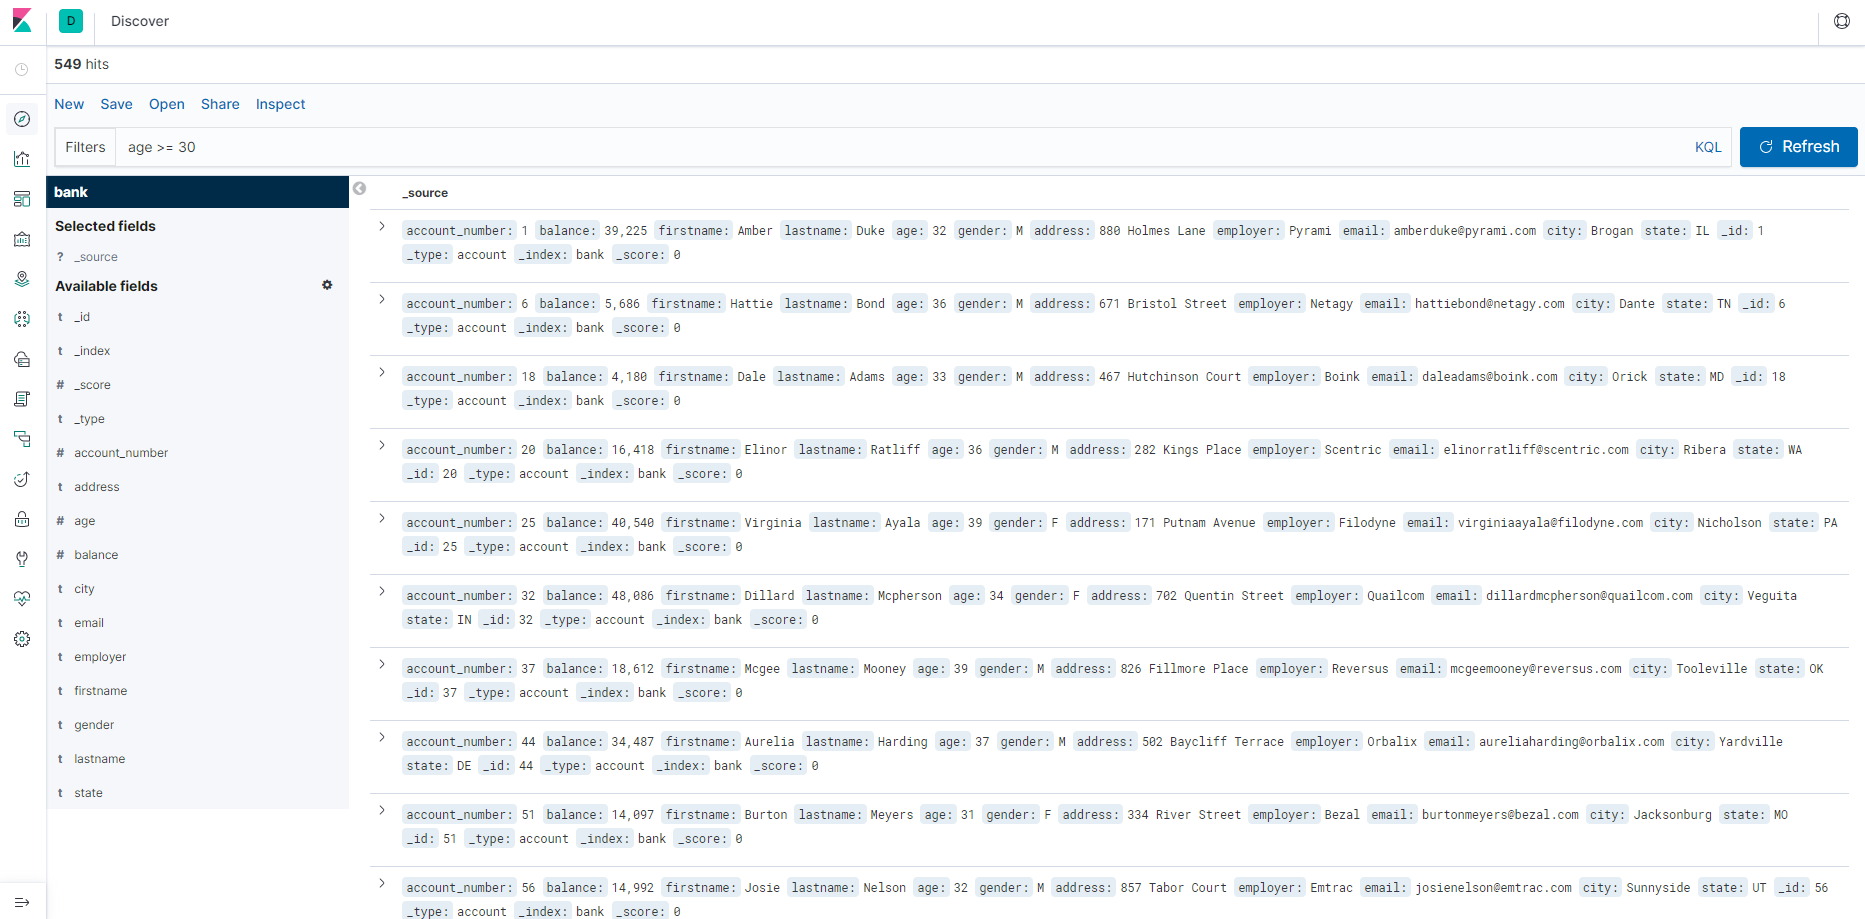 D Discover
549 hits
New Save Open Share Inspect
Filters age >= 30 KQL Refresh
bank
Selected fields
? _source
Available fields
t _id
t _index
# _score
t _type
# account_number
t address
# age
# balance
t city
t email
t employer
t firstname
t gender
t lastname
t state
_source
account_number: 1 balance: 39,225 firstname: Amber lastname: Duke age: 32 gender: M address: 880 Holmes Lane employer: Pyrami email: amberduke@pyrami.com city: Brogan state: IL _id: 1
_type: account _index: bank _score: 0
account_number: 6 balance: 5,686 firstname: Hattie lastname: Bond age: 36 gender: M address: 671 Bristol Street employer: Netagy email: hattiebond@netagy.com city: Dante state: TN _id: 6
_type: account _index: bank _score: 0
account_number: 18 balance: 4,180 firstname: Dale lastname: Adams age: 33 gender: M address: 467 Hutchinson Court employer: Boink email: daleadams@boink.com city: Orick state: MD _id: 18
_type: account _index: bank _score: 0
account_number: 20 balance: 16,418 firstname: Elinor lastname: Ratliff age: 36 gender: M address: 282 Kings Place employer: Scentric email: elinorratliff@scentric.com city: Ribera state: WA
_id: 20 _type: account _index: bank _score: 0
account_number: 25 balance: 40,540 firstname: Virginia lastname: Ayala age: 39 gender: F address: 171 Putnam Avenue employer: Filodyne email: virginiaayala@filodyne.com city: Nicholson state: PA
_id: 25 _type: account _index: bank _score: 0
account_number: 32 balance: 48,086 firstname: Dillard lastname: Mcpherson age: 34 gender: F address: 702 Quentin Street employer: Quailcom email: dillardmcpherson@quailcom.com city: Veguita
state: IN _id: 32 _type: account _index: bank _score: 0
account_number: 37 balance: 18,612 firstname: Mcgee lastname: Mooney age: 39 gender: M address: 826 Fillmore Place employer: Reversus email: mcgeemooney@reversus.com city: Tooleville state: OK
_id: 37 _type: account _index: bank _score: 0
account_number: 44 balance: 34,487 firstname: Aurelia lastname: Harding age: 37 gender: M address: 502 Baycliff Terrace employer: Orbalix email: aureliaharding@orbalix.com city: Yardville
state: DE _id: 44 _type: account _index: bank _score: 0
account_number: 51 balance: 14,097 firstname: Burton lastname: Meyers age: 31 gender: F address: 334 River Street employer: Bezal email: burtonmeyers@bezal.com city: Jacksonburg state: MO
_id: 51 _type: account _index: bank _score: 0
account_number: 56 balance: 14,992 firstname: Josie lastname: Nelson age: 32 gender: M address: 857 Tabor Court employer: Emtrac email: josienelson@emtrac.com city: Sunnyside state: UT _id: 56
_type: account _index: bank _score: 0